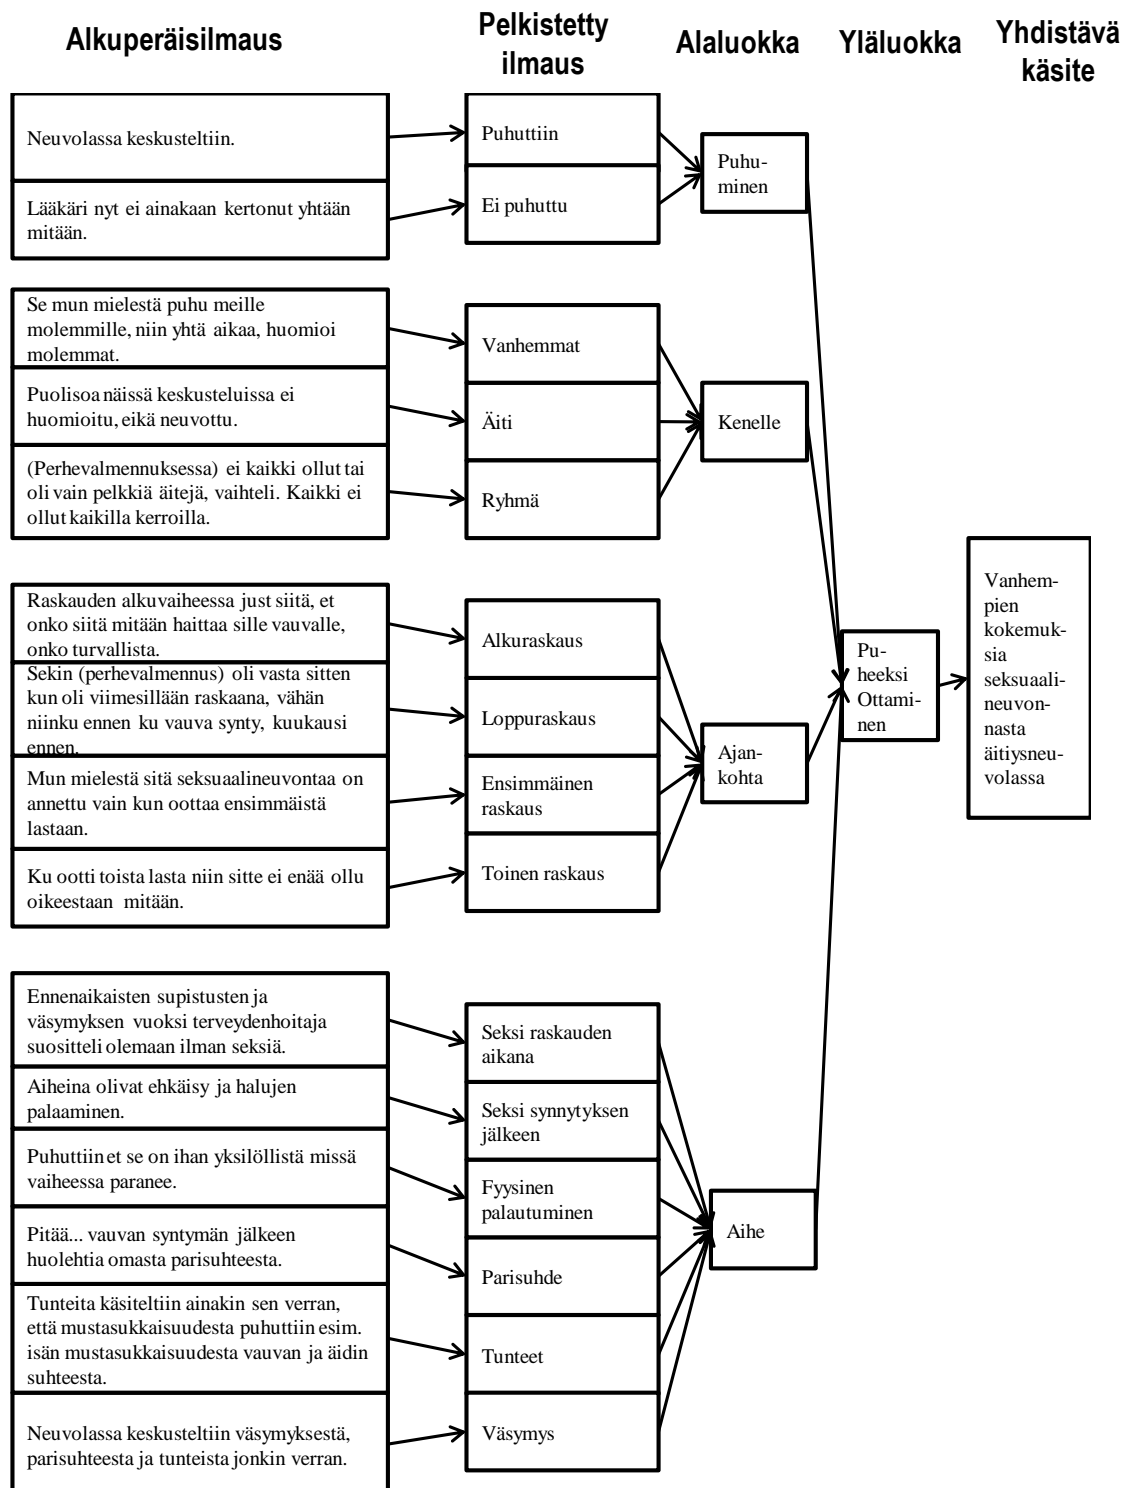 Alkuperäisilmaus
Pelkistetty
ilmaus
Alaluokka
Yläluokka
Yhdistävä
käsite
Neuvolassa keskusteltiin.
Lääkäri nyt ei ainakaan kertonut yhtään
mitään.
Puhuttiin
Ei puhuttu
Puhu-
minen
Se mun mielestä puhu meille
molemmille, niin yhtä aikaa, huomioi
molemmat.
Puolisoa näissä keskusteluissa ei
huomioitu, eikä neuvottu.
(Perhevalmennuksessa) ei kaikki ollut tai
oli vain pelkkiä äitejä, vaihteli. Kaikki ei
ollut kaikilla kerroilla.
Vanhemmat
Äiti
Ryhmä
Kenelle
Raskauden alkuvaiheessa just siitä, et
onko siitä mitään haittaa sille vauvalle,
onko turvallista.
Sekin (perhevalmennus) oli vasta sitten
kun oli viimesillään raskaana, vähän
niinku ennen ku vauva synty, kuukausi
ennen.
Mun mielestä sitä seksuaalineuvontaa on
annettu vain kun oottaa ensimmäistä
lastaan.
Ku ootti toista lasta niin sitte ei enää ollu
oikeestaan mitään.
Alkuraskaus
Loppuraskaus
Ensimmäinen
raskaus
Toinen raskaus
Ajan-
kohta
Ennenaikaisten supistusten ja
väsymyksen vuoksi terveydenhoitaja
suositteli olemaan ilman seksiä.
Aiheina olivat ehkäisy ja halujen
palaaminen.
Puhuttiin et se on ihan yksilöllistä missä
vaiheessa paranee.
Pitää... vauvan syntymän jälkeen
huolehtia omasta parisuhteesta.
Tunteita käsiteltiin ainakin sen verran,
että mustasukkaisuudesta puhuttiin esim.
isän mustasukkaisuudesta vauvan ja äidin
suhteesta.
Neuvolassa keskusteltiin väsymyksestä,
parisuhteesta ja tunteista jonkin verran.
Seksi raskauden
aikana
Seksi synnytyksen
jälkeen
Fyysinen
palautuminen
Parisuhde
Tunteet
Väsymys
Aihe
Pu-
heeksi
Ottami-
nen
Vanhem-
pien
kokemuk-
sia
seksuaali-
neuvon-
nasta
äitiysneu-
volassa